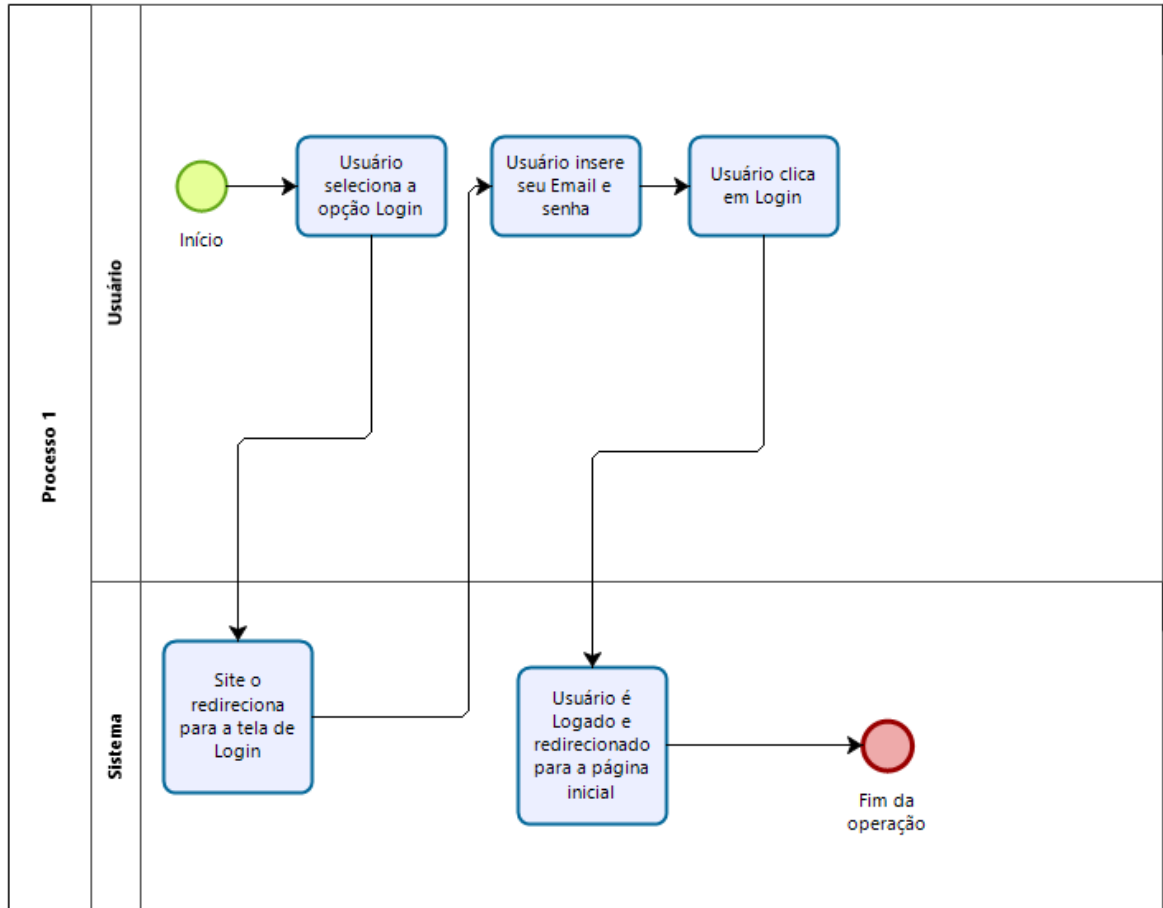 Processo 1
Usuário
Início
Usuário
seleciona a
opção Login
Usuário insere
seu Email e
senha
Usuário clica
em Login
Sistema
Site o
redireciona
para a tela de
Login
Usuário é
Logado e
redirecionado
para a página
inicial
Fim da
operação